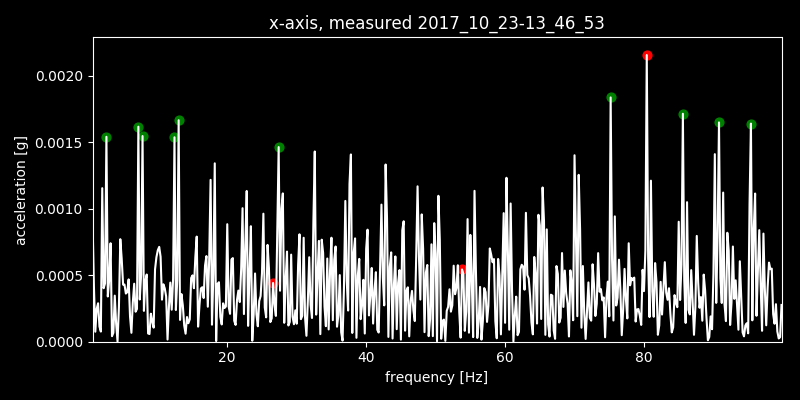 x-axis, measured 2017_10_23-13_46_53
0.0020
0.0015
0.0010
0.0005
0.0000
acceleration [g]
20 40 60 80
frequency [Hz]